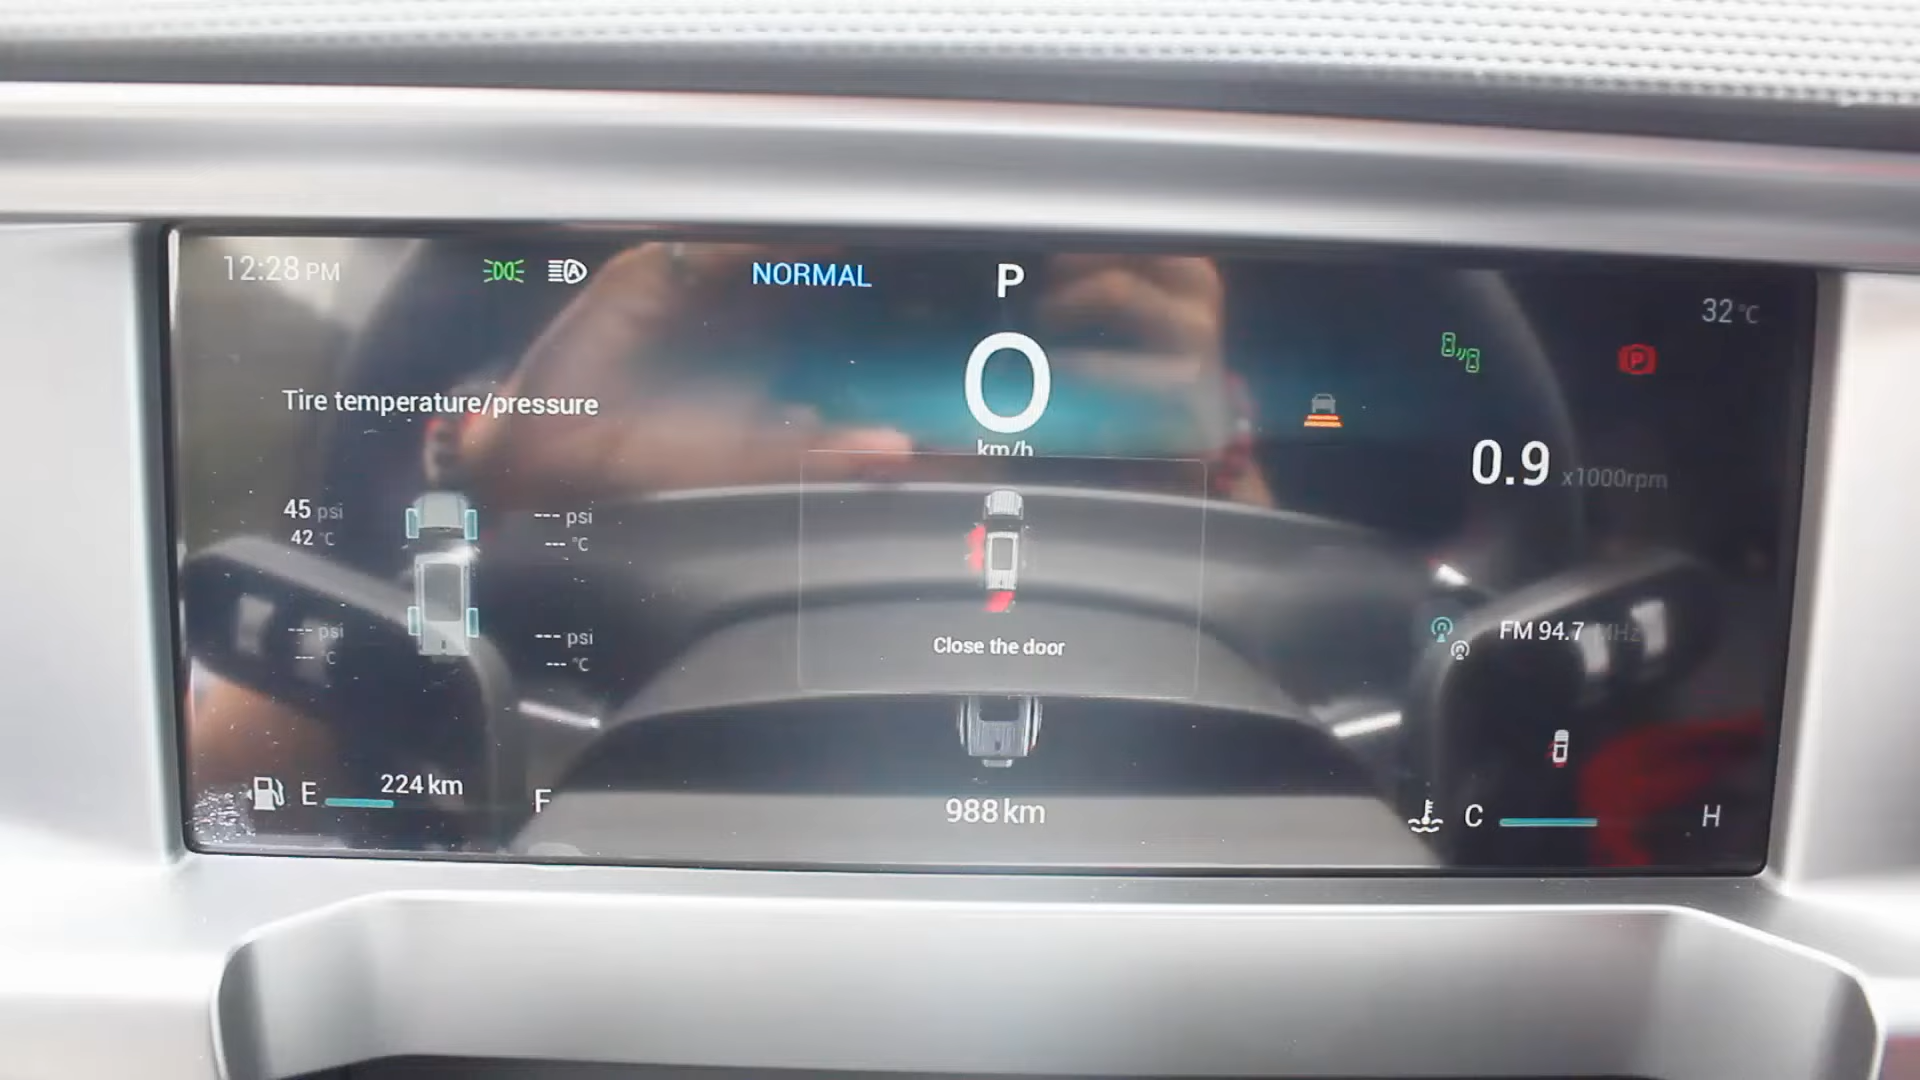 12:28 PM
NORMAL
P
32 °C
0
km/h
Tire temperature/pressure
P
0.9 x1000rpm
45 psi
42 °C
--- psi
--- °C
--- psi
--- °C
--- psi
--- °C
Close the door
FM 94.7 MHz
E 224 km F
988 km
C H